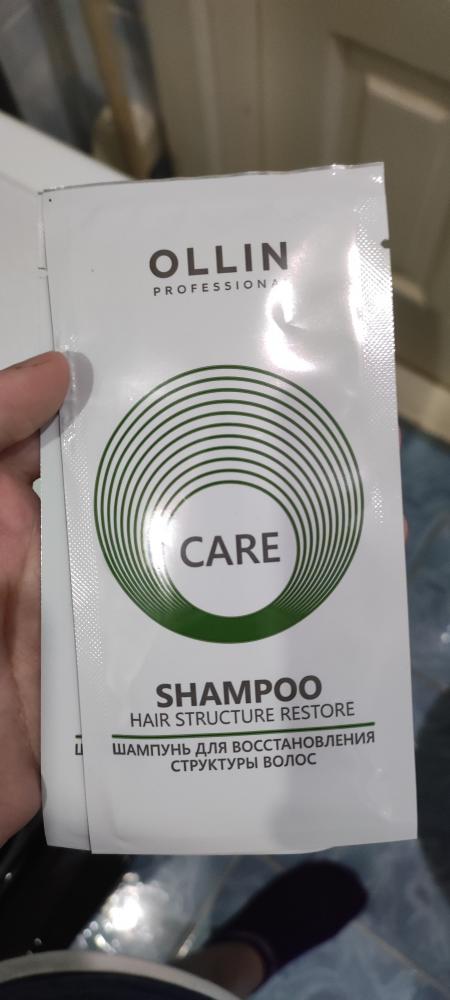 OLLIN
PROFESSIONAL
CARE
SHAMPOO
HAIR STRUCTURE RESTORE
ШАМПУНЬ ДЛЯ ВОССТАНОВЛЕНИЯ
СТРУКТУРЫ ВОЛОС